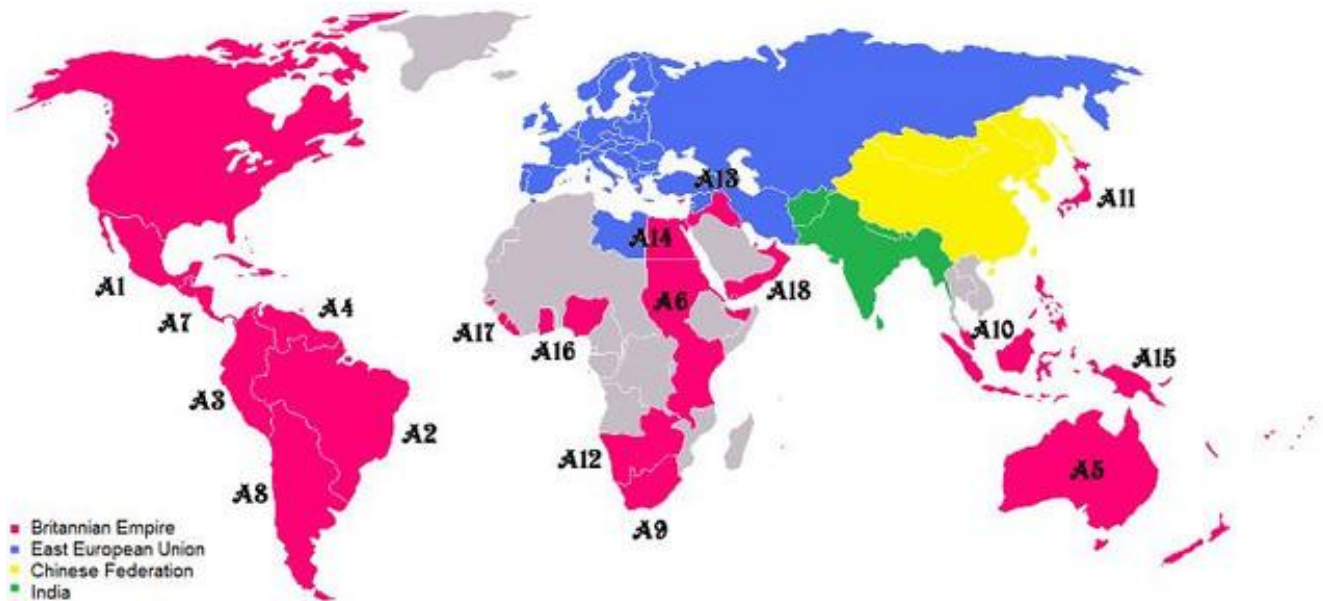 A13
A11
A14
A1
A18
A6
A4
A7
A17
A10
A16
A15
A3
A2
A12
A5
A8
A9
Britannian Empire
East European Union
Chinese Federation
India